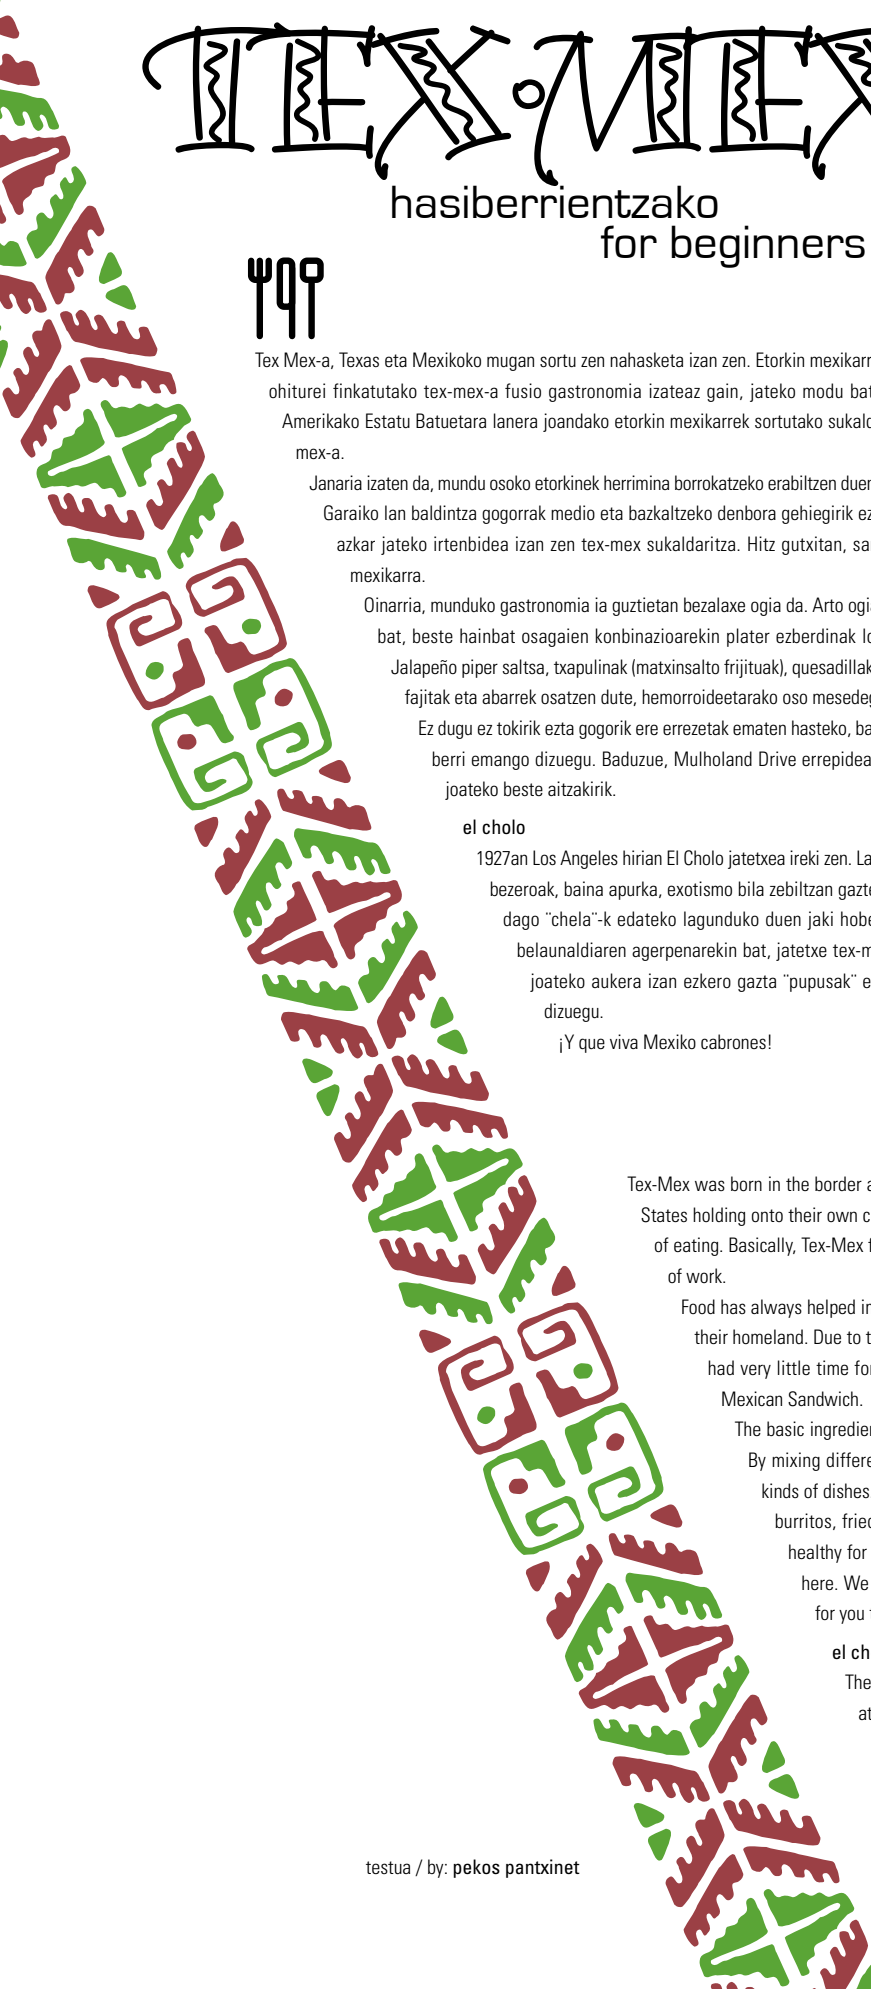 TEX·MEX
hasiberrientzako
for beginners
Tex Mex-a, Texas eta Mexikoko mugan sortu zen nahasketa izan zen. Etorkin mexikarr
ohiturei finkatutako tex-mex-a fusio gastronomia izateaz gain, jateko modu bat
Amerikako Estatu Batuetara lanera joandako etorkin mexikarrek sortutako sukald
mex-a.
Janaria izaten da, mundu osoko etorkinek herrimina borrokatzeko erabiltzen duen
Garaiko lan baldintza gogorrak medio eta bazkaltzeko denbora gehiegirik ez
azkar jateko irtenbidea izan zen tex-mex sukaldaritza. Hitz gutxitan, sa
mexikarra.
Oinarria, munduko gastronomia ia guztietan bezalaxe ogia da. Arto ogia
bat, beste hainbat osagaien konbinazioarekin plater ezberdinak lo
Jalapeño piper saltsa, txapulinak (matxinsalto frijituak), quesadillak
fajitak eta abarrek osatzen dute, hemorroideetarako oso mesedeg
Ez dugu ez tokirik ezta gogorik ere errezetak ematen hasteko, ba
berri emango dizuegu. Baduzue, Mulholand Drive errepidea
joateko beste aitzakirik.
el cholo
1927an Los Angeles hirian El Cholo jatetxea ireki zen. La
bezeroak, baina apurka, exotismo bila zebiltzan gazte
dago ¨chela¨-k edateko lagunduko duen jaki hobe
belaunaldiaren agerpenarekin bat, jatetxe tex-m
joateko aukera izan ezkero gazta ¨pupusak¨ e
dizuegu.
¡Y que viva Mexiko cabrones!
Tex-Mex was born in the border a
States holding onto their own c
of eating. Basically, Tex-Mex f
of work.
Food has always helped in
their homeland. Due to t
had very little time for
Mexican Sandwich.
The basic ingredien
By mixing differe
kinds of dishes
burritos, fried
healthy for
here. We
for you t
el ch
The
at
testua / by: pekos pantxinet